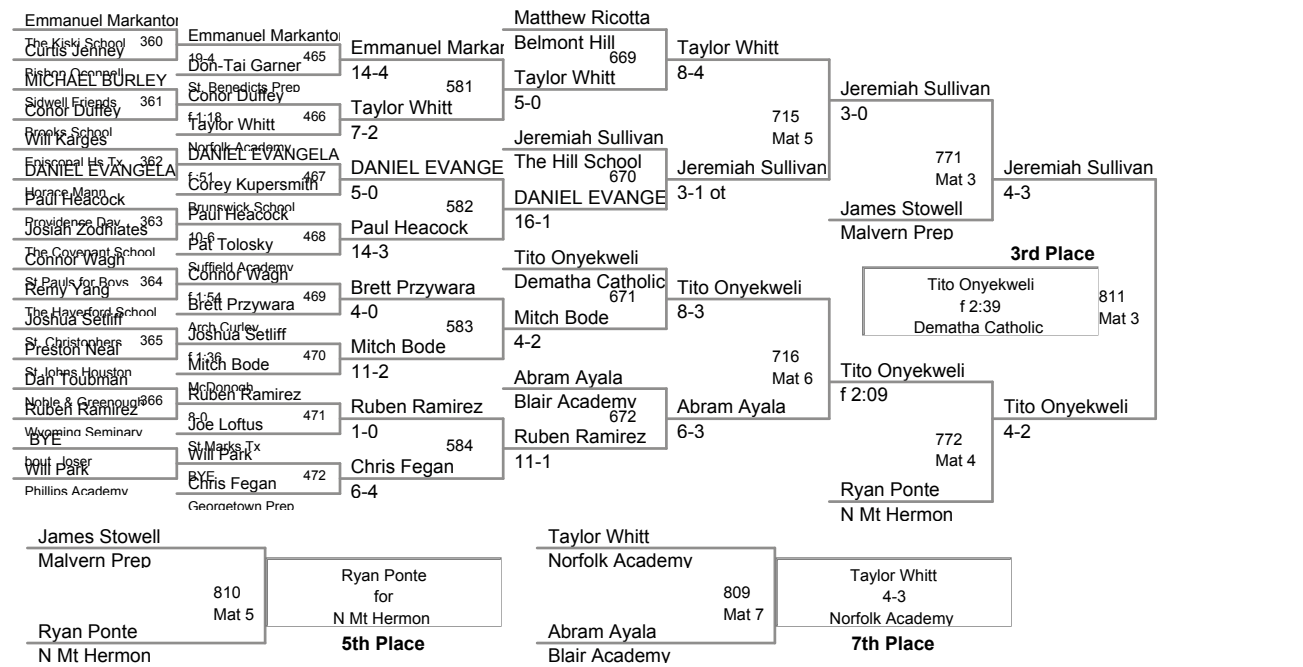 Emmanuel Markanton
The Kiski School
360
Curtis Jenney
Bishop Oconnell
MICHAEL BURLEY
Sidwell Friends
361
Conor Duffey
Brooks School
Will Karges
Episcopal Hs Tx
362
DANIEL EVANGELA
Horace Mann
Paul Heacock
Providence Day
363
Josiah Zodhiates
The Covenant School
Connor Wagh
St Pauls for Boys
364
Remy Yang
The Haverford School
Joshua Setliff
St. Christophers
365
Preston Neal
St Johns Houston
Dan Toubman
Noble & Greenough
366
Ruben Ramirez
Wyoming Seminary
BYE
bout loser
Will Park
Phillips Academy
Emmanuel Markanto
19-4
465
Don-Tai Garner
St. Benedicts Prep
Conor Duffey
f 1:18
466
Taylor Whitt
Norfolk Academy
DANIEL EVANGELA
f :51
467
Corey Kupersmith
Brunswick School
Paul Heacock
10-6
468
Pat Tolosky
Suffield Academy
Connor Wagh
f 1:54
469
Brett Przywara
Arch Curley
Joshua Setliff
f 1:36
470
Mitch Bode
McDonogh
Ruben Ramirez
8-0
471
Joe Loftus
St Marks Tx
Will Park
BYE
472
Chris Fegan
Georgetown Prep
Emmanuel Markar
14-4
581
Taylor Whitt
7-2
DANIEL EVANGE
5-0
582
Paul Heacock
14-3
Brett Przywara
4-0
583
Mitch Bode
11-2
Ruben Ramirez
1-0
584
Chris Fegan
6-4
Matthew Ricotta
Belmont Hill
669
Taylor Whitt
5-0
Jeremiah Sullivan
The Hill School
670
DANIEL EVANGE
16-1
Tito Onyekweli
Dematha Catholic
671
Mitch Bode
4-2
Abram Ayala
Blair Academy
672
Ruben Ramirez
11-1
Taylor Whitt
8-4
715
Mat 5
Jeremiah Sullivan
3-1 ot
Tito Onyekweli
8-3
716
Mat 6
Abram Ayala
6-3
Jeremiah Sullivan
3-0
771
Mat 3
James Stowell
Malvern Prep
Tito Onyekweli
f 2:09
772
Mat 4
Ryan Ponte
N Mt Hermon
Jeremiah Sullivan
4-3
3rd Place
Tito Onyekweli
f 2:39
Dematha Catholic
811
Mat 3
Tito Onyekweli
4-2
James Stowell
Malvern Prep
810
Mat 5
Ryan Ponte
N Mt Hermon
Ryan Ponte
for
N Mt Hermon
5th Place
Taylor Whitt
Norfolk Academy
809
Mat 7
Abram Ayala
Blair Academy
Taylor Whitt
4-3
Norfolk Academy
7th Place